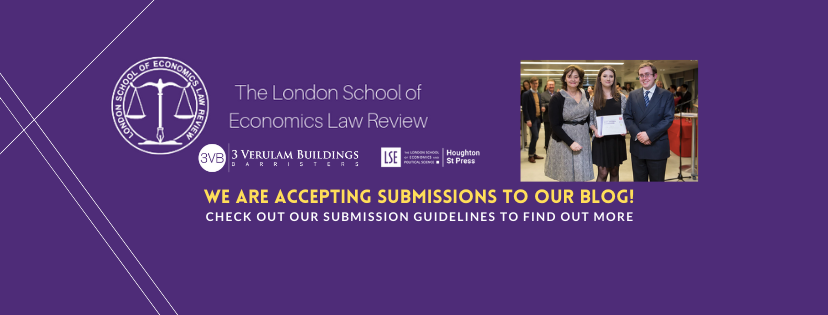 LONDON SCHOOL OF ECONOMICS LAW REVIEW
The London School of
Economics Law Review
3VB
3 VERULAM BUILDINGS
BARRISTERS
LSE
THE LONDON SCHOOL
OF ECONOMICS AND
POLITICAL SCIENCE
Houghton
St Press
WE ARE ACCEPTING SUBMISSIONS TO OUR BLOG!
CHECK OUT OUR SUBMISSION GUIDELINES TO FIND OUT MORE